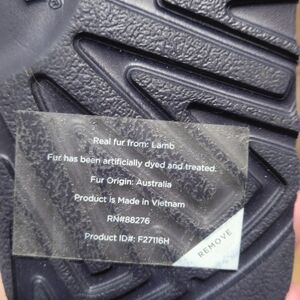 Real fur from: Lamb
Fur has been artificially dyed and treated.
Fur Origin: Australia
Product is Made in Vietnam
RN#88276
Product ID#: F27116H
REMOVE